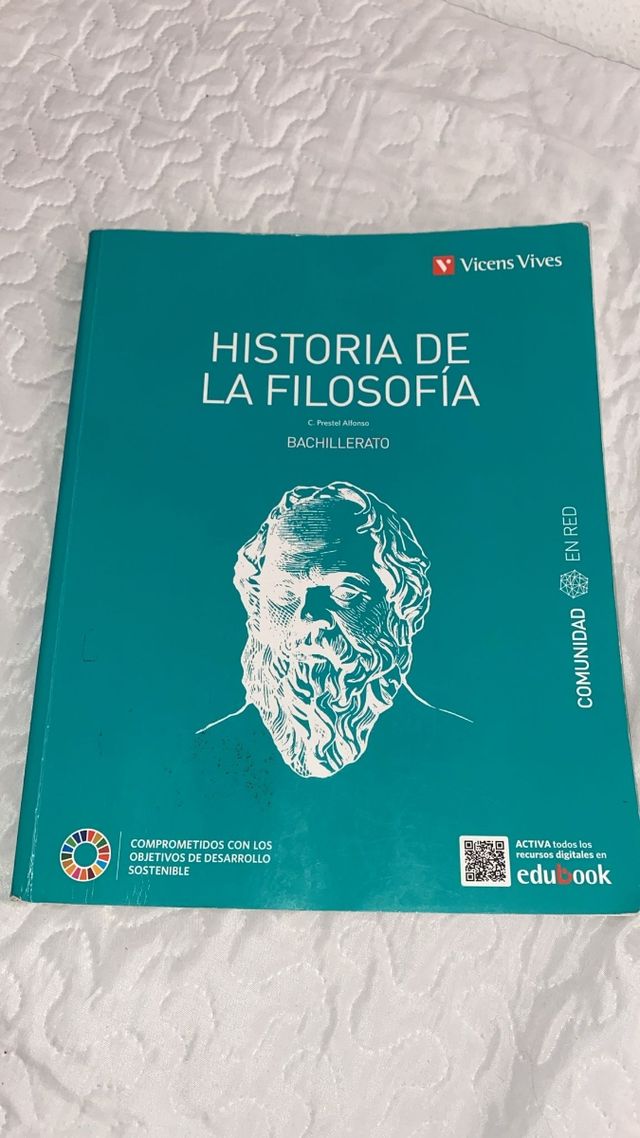 Vicens Vives
HISTORIA DE
LA FILOSOFÍA
C. Prestel Alfonso
BACHILLERATO
COMUNIDAD EN RED
COMPROMETIDOS CON LOS
OBJETIVOS DE DESARROLLO
SOSTENIBLE
ACTIVA todos los
recursos digitales en
edubook